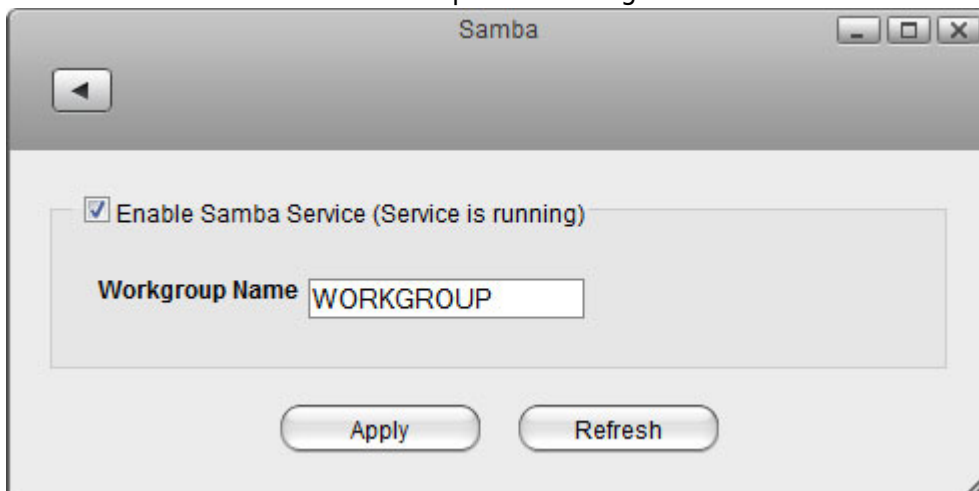 Samba
Enable Samba Service (Service is running)
Workgroup Name WORKGROUP
Apply Refresh